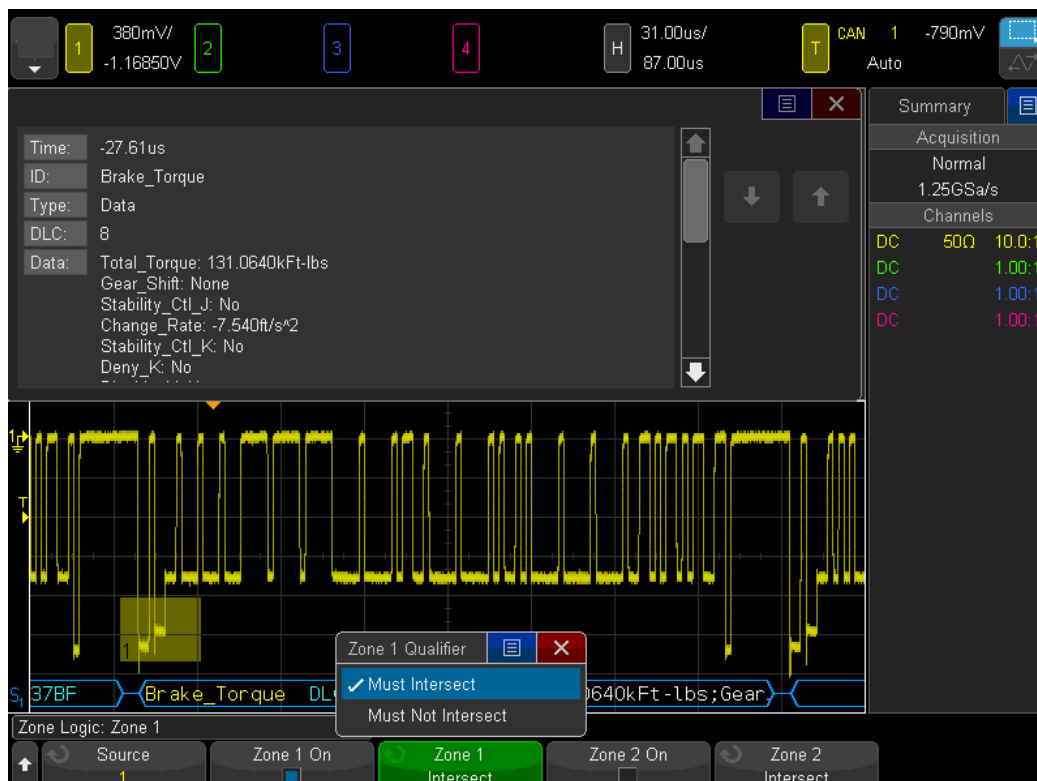 1 380mV/ 2 3 4 H 31.00us/ T CAN 1 -790mV
-1.16850V 87.00us Auto
Summary
Acquisition
Normal
1.25GSa/s
Channels
DC 50Ω 10.0:1
DC 1.00:1
DC 1.00:1
DC 1.00:1
Time: -27.61us
ID: Brake_Torque
Type: Data
DLC: 8
Data: Total_Torque: 131.0640kFt-lbs
Gear_Shift: None
Stability_Ctl_J: No
Change_Rate: -7.540ft/s^2
Stability_Ctl_K: No
Deny_K: No
1
T
1
Zone 1 Qualifier
Must Intersect
Must Not Intersect
S1 37BF Brake_Torque DL 0640kFt-lbs;Gear
Zone Logic: Zone 1
Source Zone 1 On Zone 1 Zone 2 On Zone 2
1 Intersect Intersect